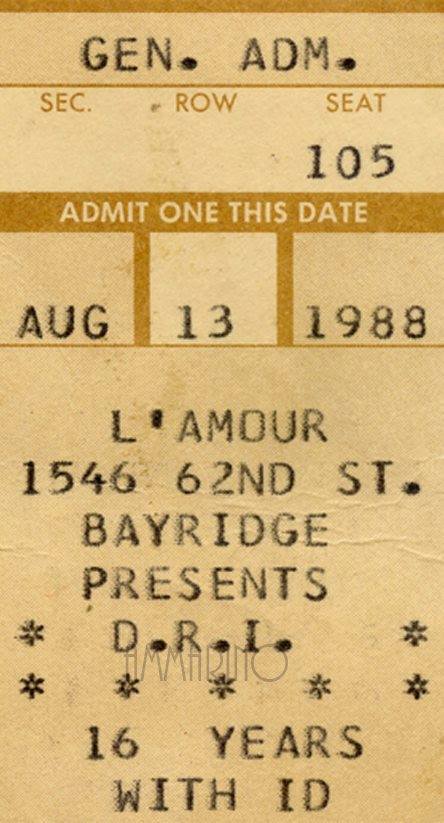 GEN. ADM.
SEC. ROW SEAT
105
ADMIT ONE THIS DATE
AUG 13 1988
L'AMOUR
1546 62ND ST.
BAYRIDGE
PRESENTS
* D.R.I. *
AMMARITO
* * * * *
16 YEARS
WITH ID